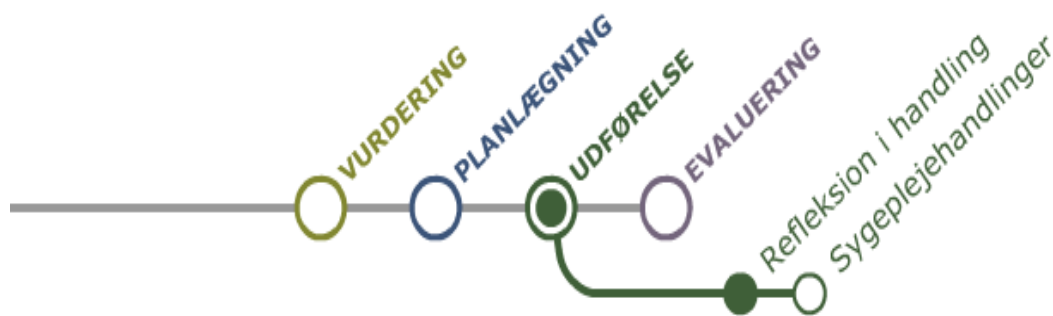 VURDERING
PLANLÆGNING
UDFØRELSE
EVALUERING
Refleksion i handling
Sygeplejehandlinger